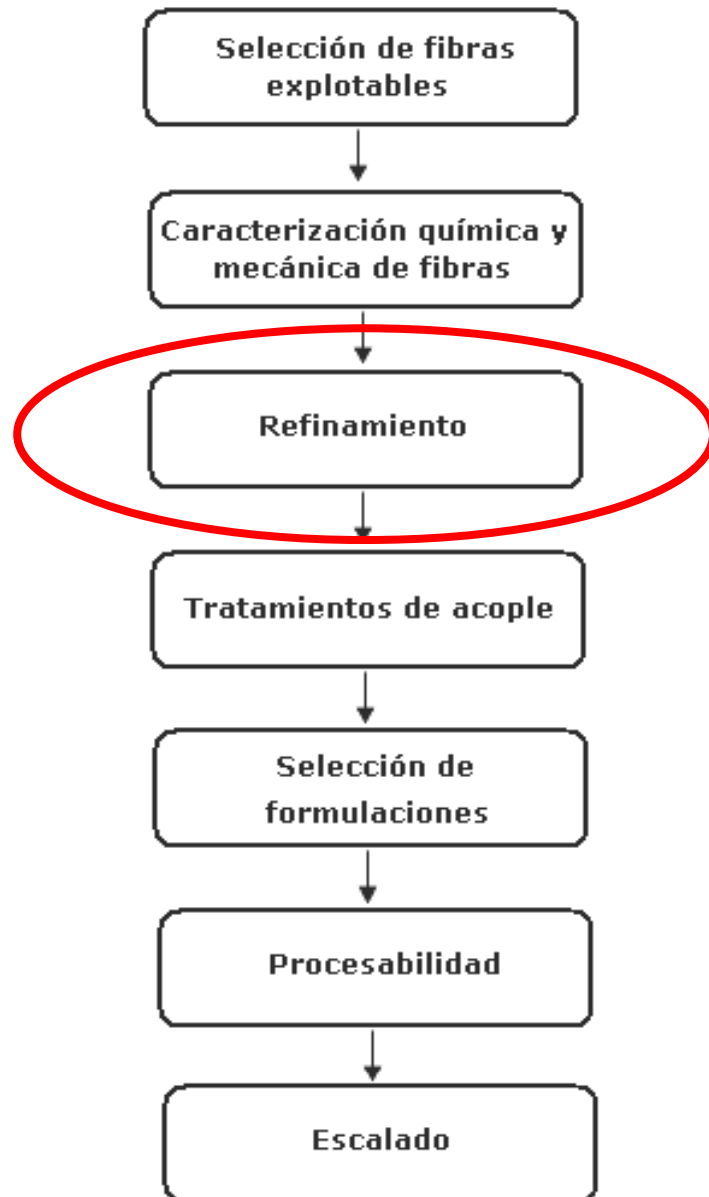 Selección de fibras
explotables
Caracterización química y
mecánica de fibras
Refinamiento
Tratamientos de acople
Selección de
formulaciones
Procesabilidad
Escalado